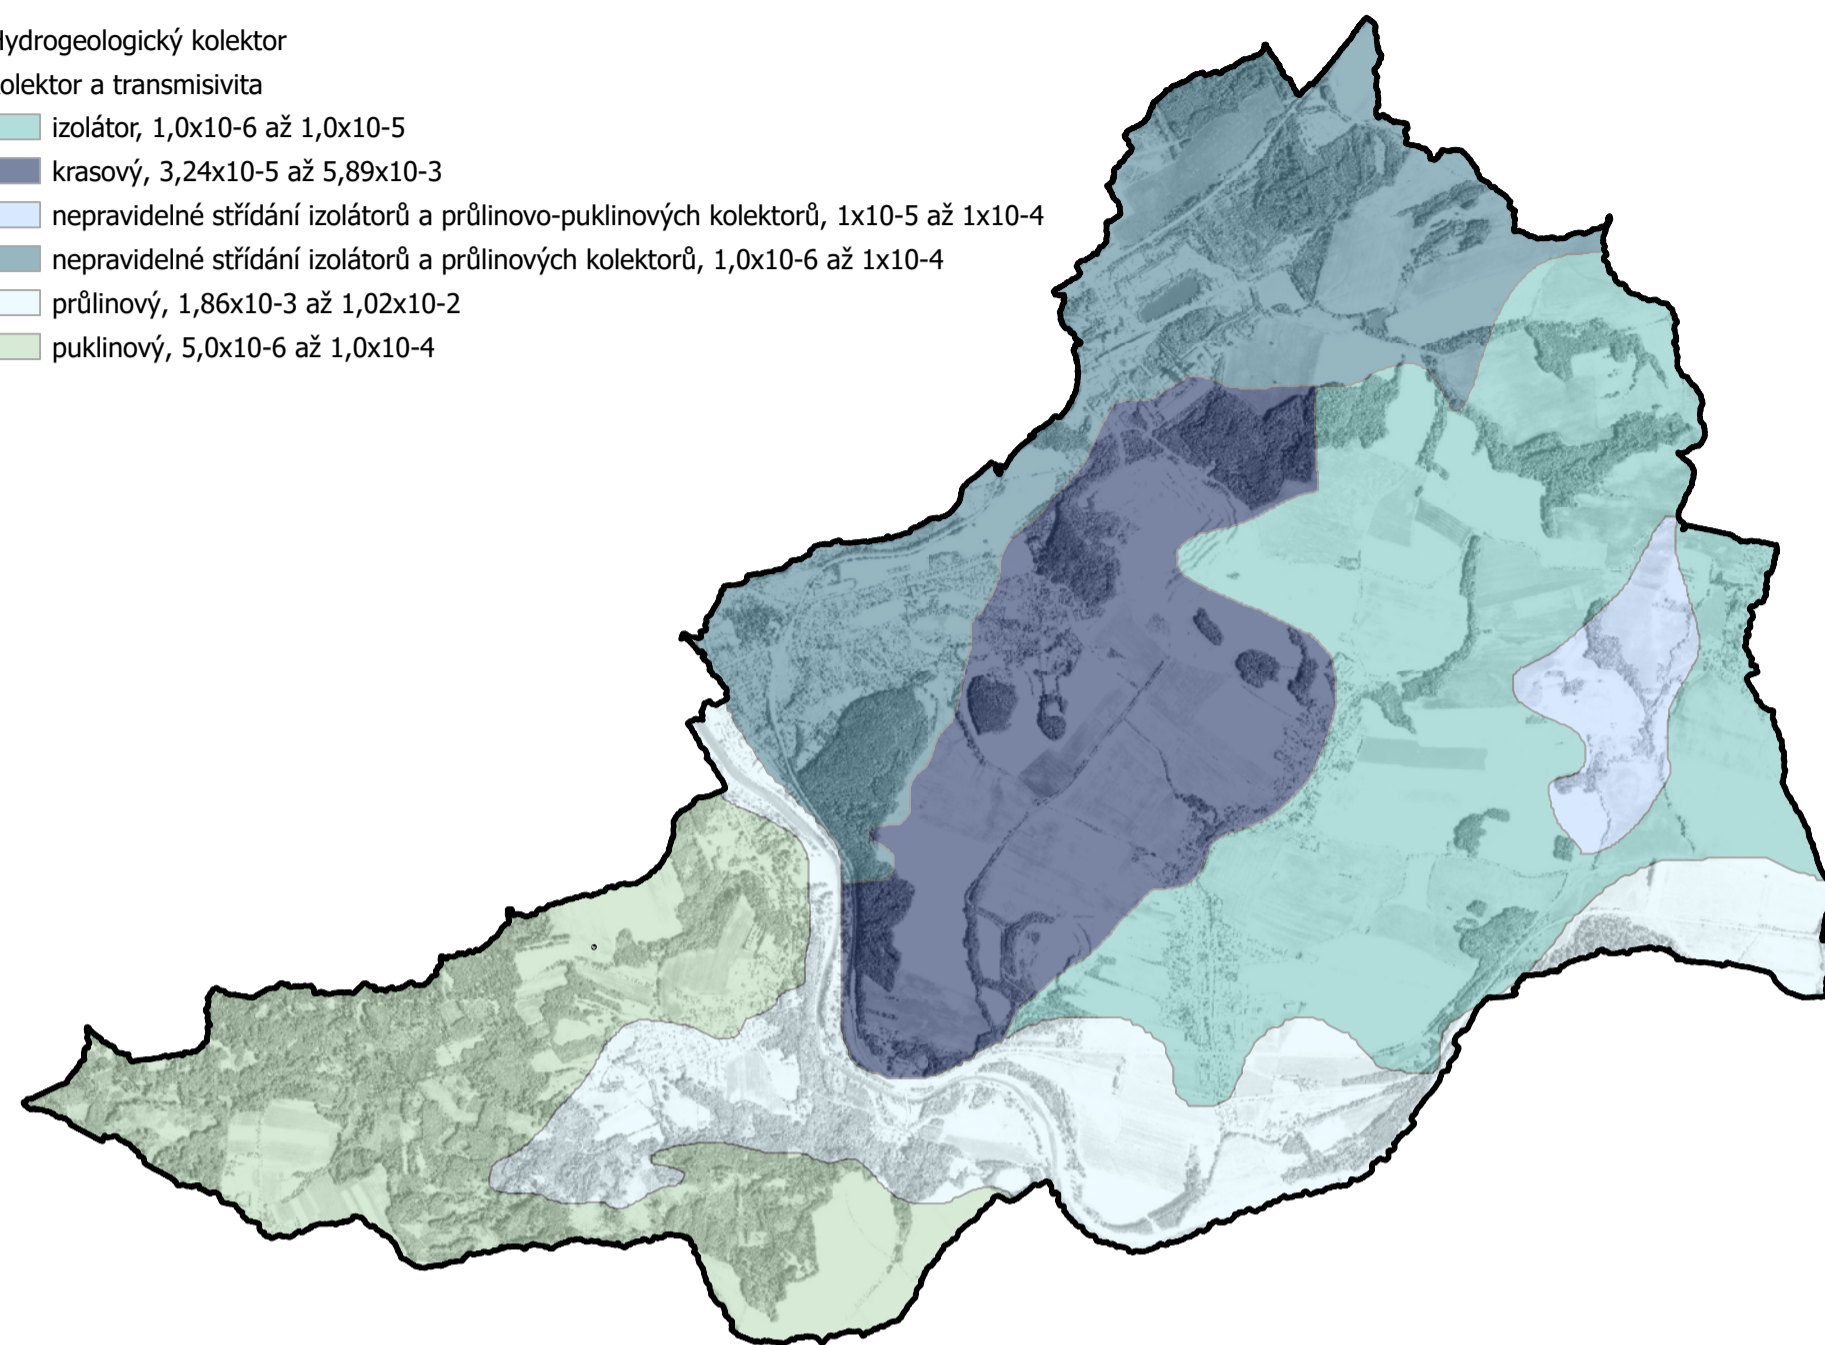 Hydrogeologický kolektor
kolektor a transmisivita
izolátor, 1,0x10-6 až 1,0x10-5
krasový, 3,24x10-5 až 5,89x10-3
nepravidelné střídání izolátorů a průlinovo-puklinových kolektorů, 1x10-5 až 1x10-4
nepravidelné střídání izolátorů a průlinových kolektorů, 1,0x10-6 až 1x10-4
průlinový, 1,86x10-3 až 1,02x10-2
puklinový, 5,0x10-6 až 1,0x10-4